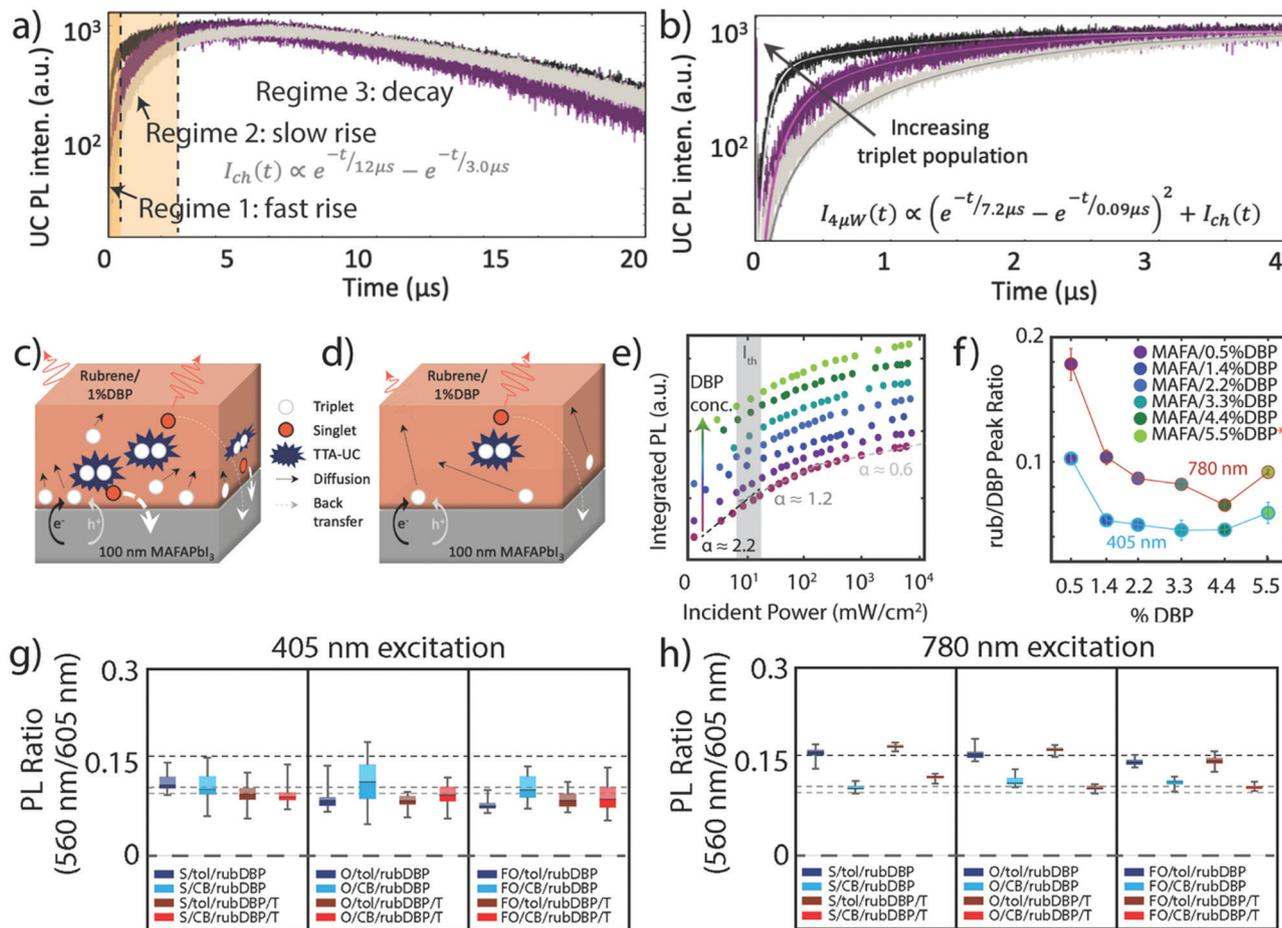 a)
10³
10²
UC PL inten. (a.u.)
Regime 3: decay
Regime 2: slow rise
I_ch(t) ∝ e^(−t/12μs) − e^(−t/3.0μs)
Regime 1: fast rise
0 5 10 15 20
Time (μs)
b)
10³
10²
UC PL inten. (a.u.)
Increasing
triplet population
I_4μW(t) ∝ (e^(−t/7.2μs) − e^(−t/0.09μs))² + I_ch(t)
0 1 2 3 4
Time (μs)
c)
Rubrene/
1%DBP
e⁻ h⁺
100 nm MAFAPbI₃
Triplet
Singlet
TTA-UC
Diffusion
Back
transfer
d)
Rubrene/
1%DBP
e⁻ h⁺
100 nm MAFAPbI₃
e)
Integrated PL (a.u.)
I_th
DBP
conc.
α ≈ 0.6
α ≈ 1.2
α ≈ 2.2
0 10¹ 10² 10³ 10⁴
Incident Power (mW/cm²)
f)
0.2
0.1
rub/DBP Peak Ratio
MAFA/0.5%DBP
MAFA/1.4%DBP
MAFA/2.2%DBP
MAFA/3.3%DBP
MAFA/4.4%DBP
MAFA/5.5%DBP*
780 nm
405 nm
0.5 1.4 2.2 3.3 4.4 5.5
% DBP
g)
405 nm excitation
PL Ratio
(560 nm/605 nm)
0.3
0.15
0
S/tol/rubDBP
S/CB/rubDBP
S/tol/rubDBP/T
S/CB/rubDBP/T
O/tol/rubDBP
O/CB/rubDBP
O/tol/rubDBP/T
O/CB/rubDBP/T
FO/tol/rubDBP
FO/CB/rubDBP
FO/tol/rubDBP/T
FO/CB/rubDBP/T
h)
780 nm excitation
PL Ratio
(560 nm/605 nm)
0.3
0.15
0
S/tol/rubDBP
S/CB/rubDBP
S/tol/rubDBP/T
S/CB/rubDBP/T
O/tol/rubDBP
O/CB/rubDBP
O/tol/rubDBP/T
O/CB/rubDBP/T
FO/tol/rubDBP
FO/CB/rubDBP
FO/tol/rubDBP/T
FO/CB/rubDBP/T